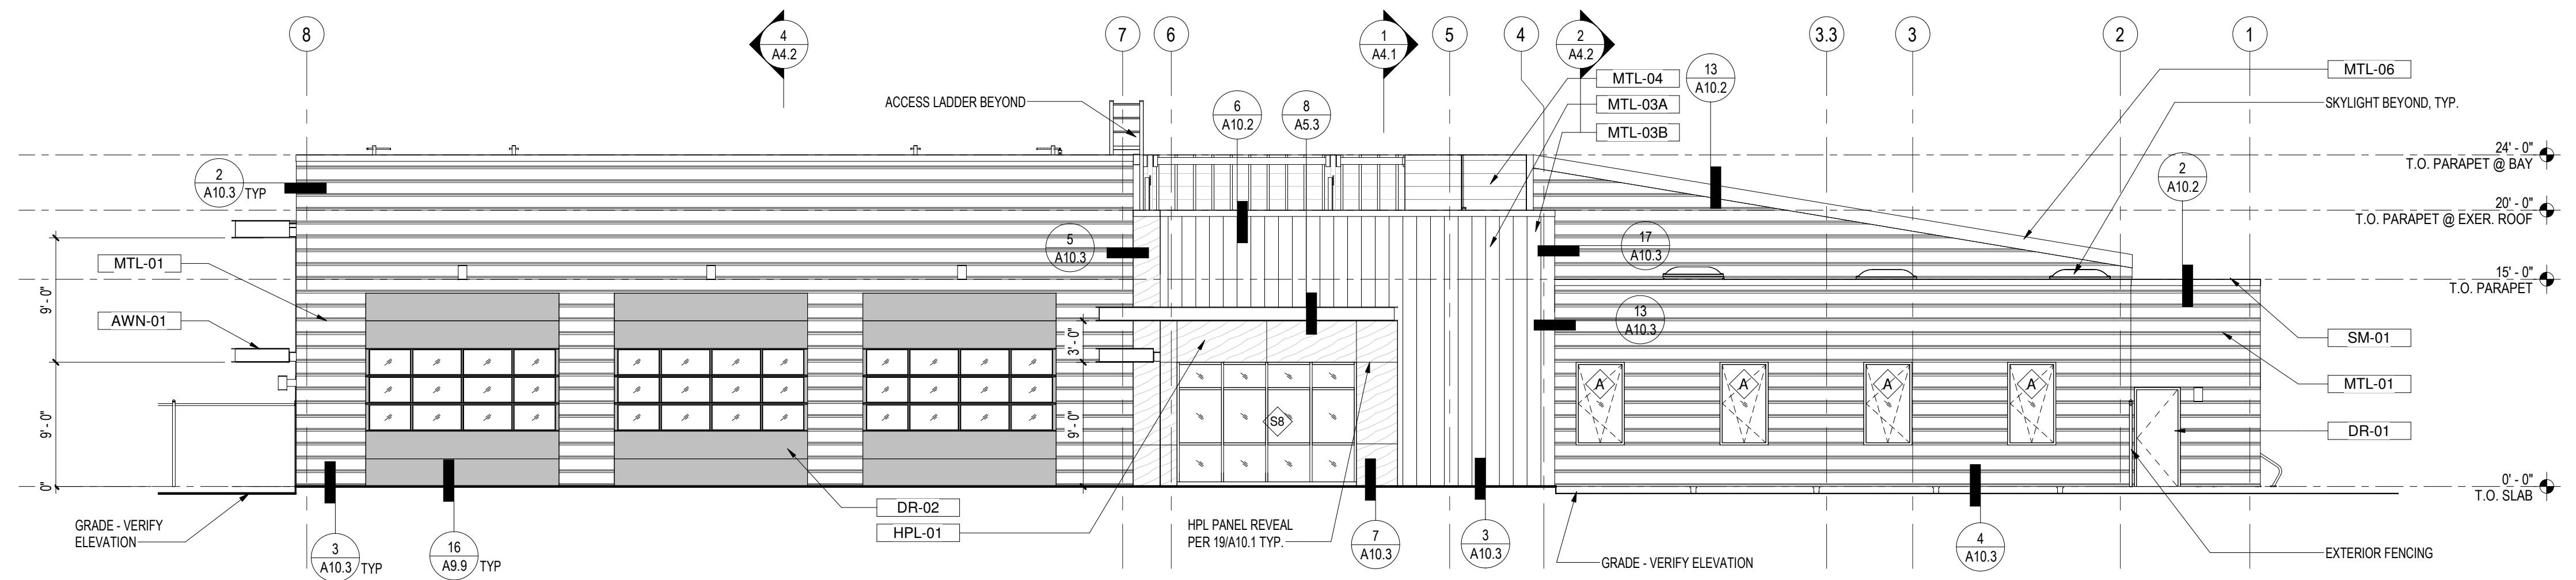 8
4
A4.2
7
6
1
A4.1
5
4
2
A4.2
3.3
3
2
1
MTL-04
13
A10.2
MTL-06
ACCESS LADDER BEYOND
6
A10.2
8
A5.3
MTL-03A
SKYLIGHT BEYOND, TYP.
MTL-03B
24' - 0"
T.O. PARAPET @ BAY
2
A10.3
TYP
2
A10.2
20' - 0"
T.O. PARAPET @ EXER. ROOF
5
A10.3
17
A10.3
MTL-01
15' - 0"
T.O. PARAPET
9' - 0"
AWN-01
13
A10.3
3' - 0"
SM-01
A
A
A
A
MTL-01
9' - 0"
9' - 0"
S8
DR-01
0"
0' - 0"
T.O. SLAB
DR-02
HPL-01
GRADE - VERIFY
ELEVATION
HPL PANEL REVEAL
PER 19/A10.1 TYP.
3
A10.3
TYP
16
A9.9
TYP
7
A10.3
3
A10.3
4
A10.3
GRADE - VERIFY ELEVATION
EXTERIOR FENCING